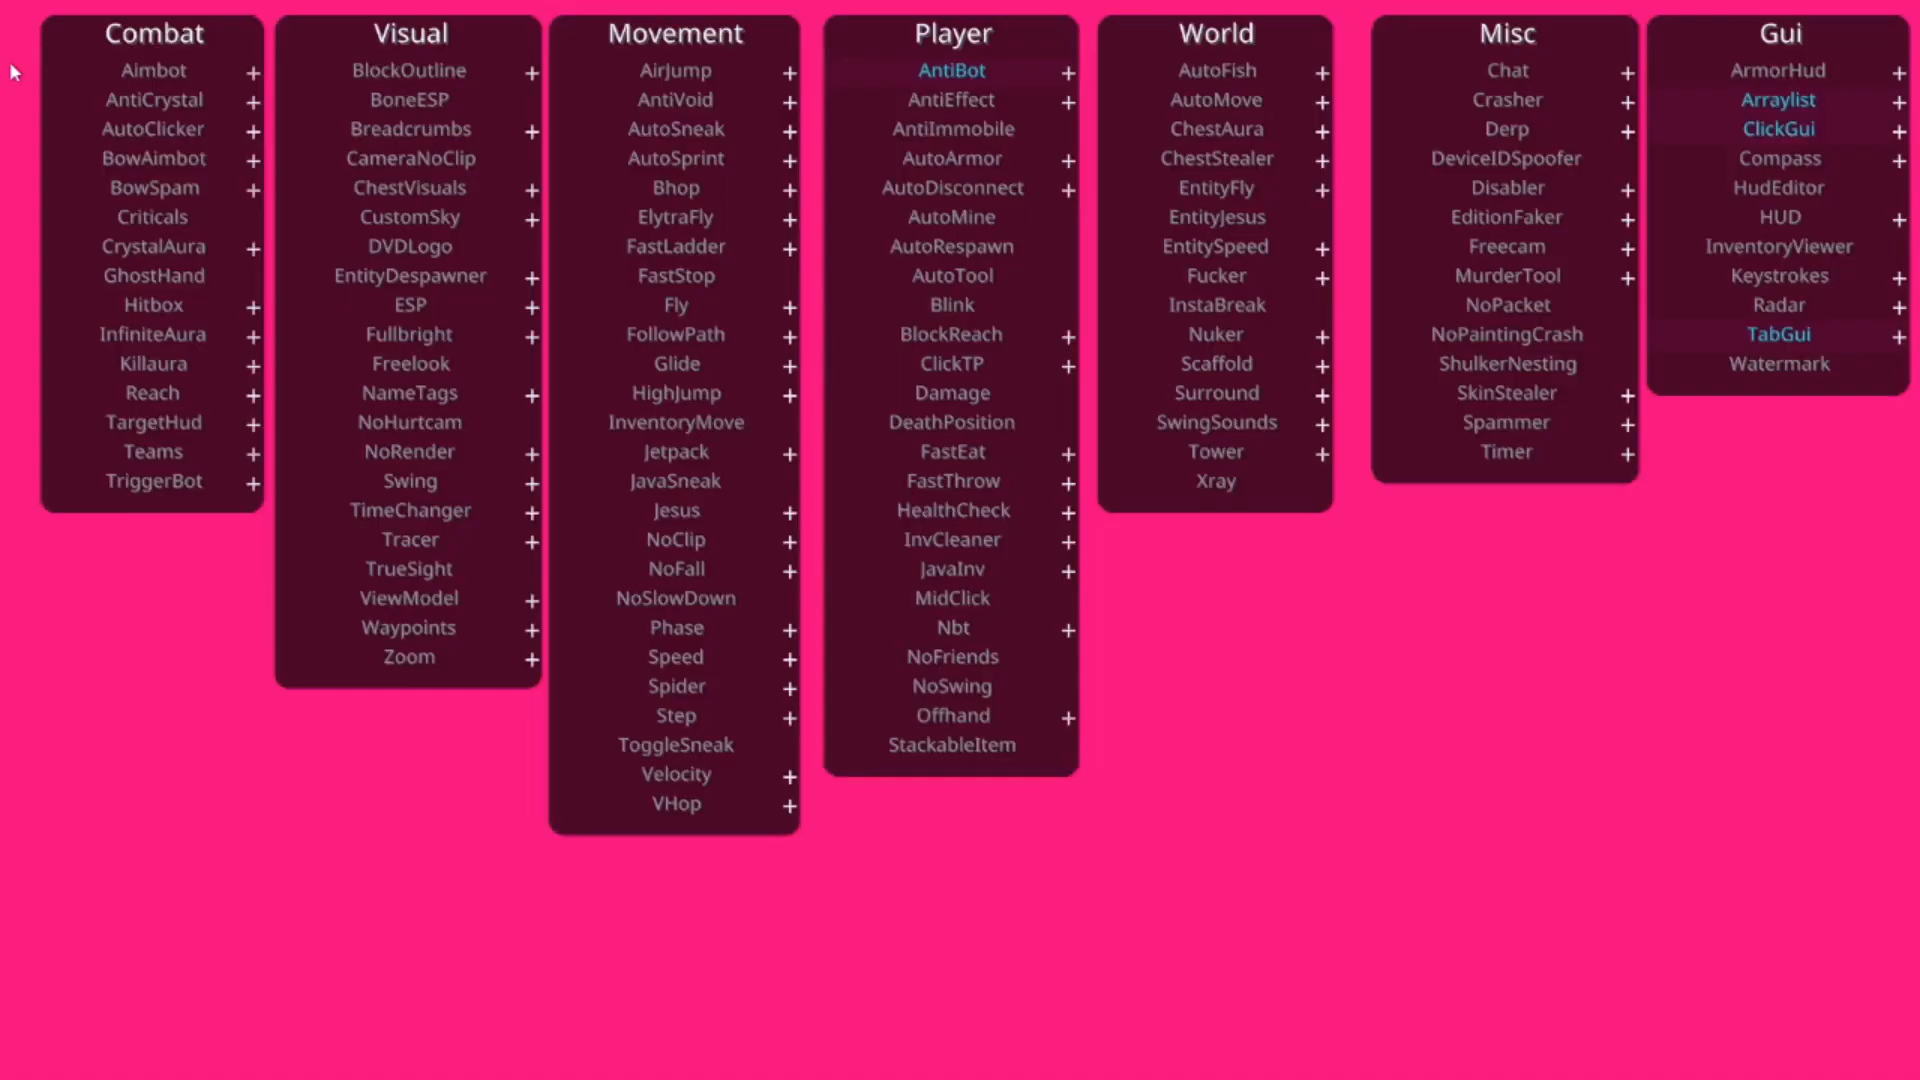 Combat
Aimbot +
AntiCrystal +
AutoClicker +
BowAimbot +
BowSpam +
Criticals
CrystalAura +
GhostHand
Hitbox +
InfiniteAura +
Killaura +
Reach +
TargetHud +
Teams +
TriggerBot +
Visual
BlockOutline +
BoneESP
Breadcrumbs +
CameraNoClip
ChestVisuals +
CustomSky +
DVDLogo
EntityDespawner +
ESP +
Fullbright +
Freelook
NameTags +
NoHurtcam
NoRender +
Swing +
TimeChanger +
Tracer +
TrueSight
ViewModel +
Waypoints +
Zoom +
Movement
AirJump +
AntiVoid +
AutoSneak +
AutoSprint +
Bhop +
ElytraFly +
FastLadder +
FastStop
Fly +
FollowPath +
Glide +
HighJump +
InventoryMove
Jetpack +
JavaSneak
Jesus +
NoClip +
NoFall +
NoSlowDown
Phase +
Speed +
Spider +
Step +
ToggleSneak
Velocity +
VHop +
Player
AntiBot +
AntiEffect +
AntiImmobile
AutoArmor +
AutoDisconnect +
AutoMine
AutoRespawn
AutoTool
Blink
BlockReach +
ClickTP +
Damage
DeathPosition
FastEat +
FastThrow +
HealthCheck +
InvCleaner +
JavaInv +
MidClick
Nbt +
NoFriends
NoSwing
Offhand +
StackableItem
World
AutoFish +
AutoMove +
ChestAura +
ChestStealer +
EntityFly +
EntityJesus
EntitySpeed +
Fucker +
InstaBreak
Nuker +
Scaffold +
Surround +
SwingSounds +
Tower +
Xray
Misc
Chat +
Crasher +
Derp +
DeviceIDSpoofer
Disabler +
EditionFaker +
Freecam +
MurderTool +
NoPacket
NoPaintingCrash
ShulkerNesting
SkinStealer +
Spammer +
Timer +
Gui
ArmorHud +
Arraylist +
ClickGui +
Compass +
HudEditor
HUD +
InventoryViewer
Keystrokes +
Radar +
TabGui +
Watermark